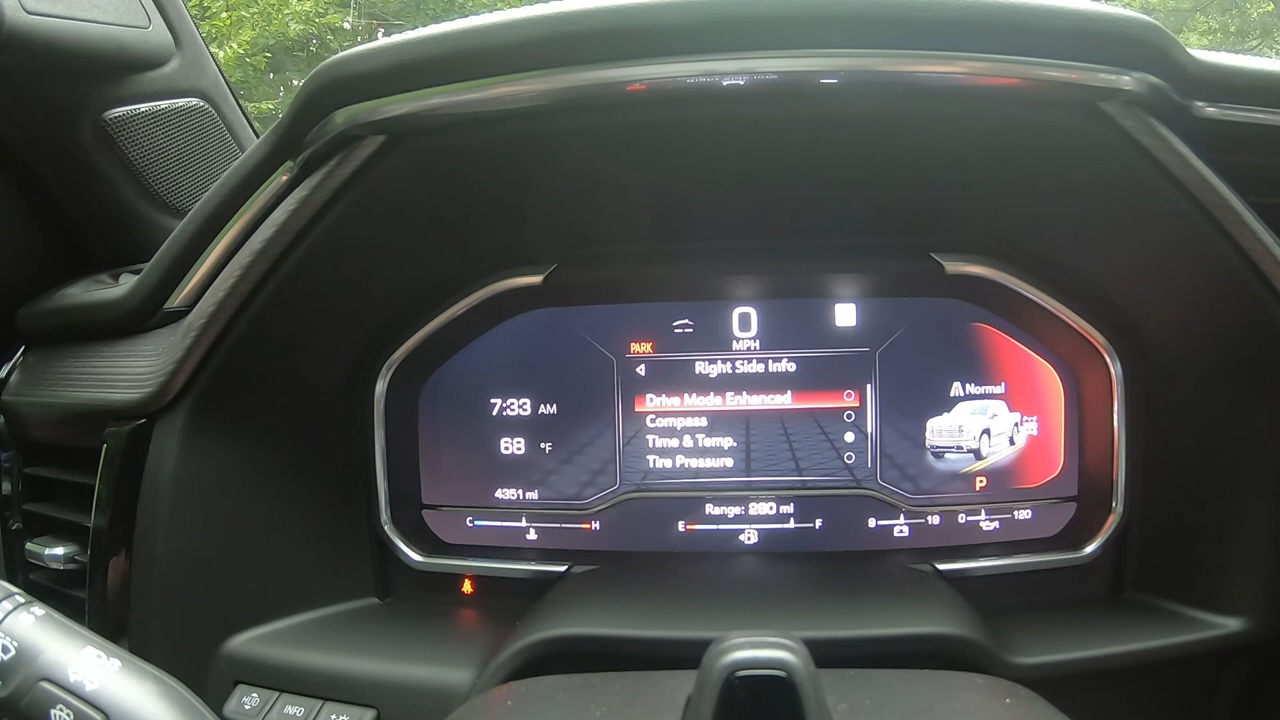 0
MPH
PARK
Right Side Info
Drive Mode Enhanced
Compass
Time & Temp.
Tire Pressure
7:33 AM
68 °F
4351 mi
Normal
P
Range: 280 mi
C H
E F
9 19
0 120
HUD
INFO